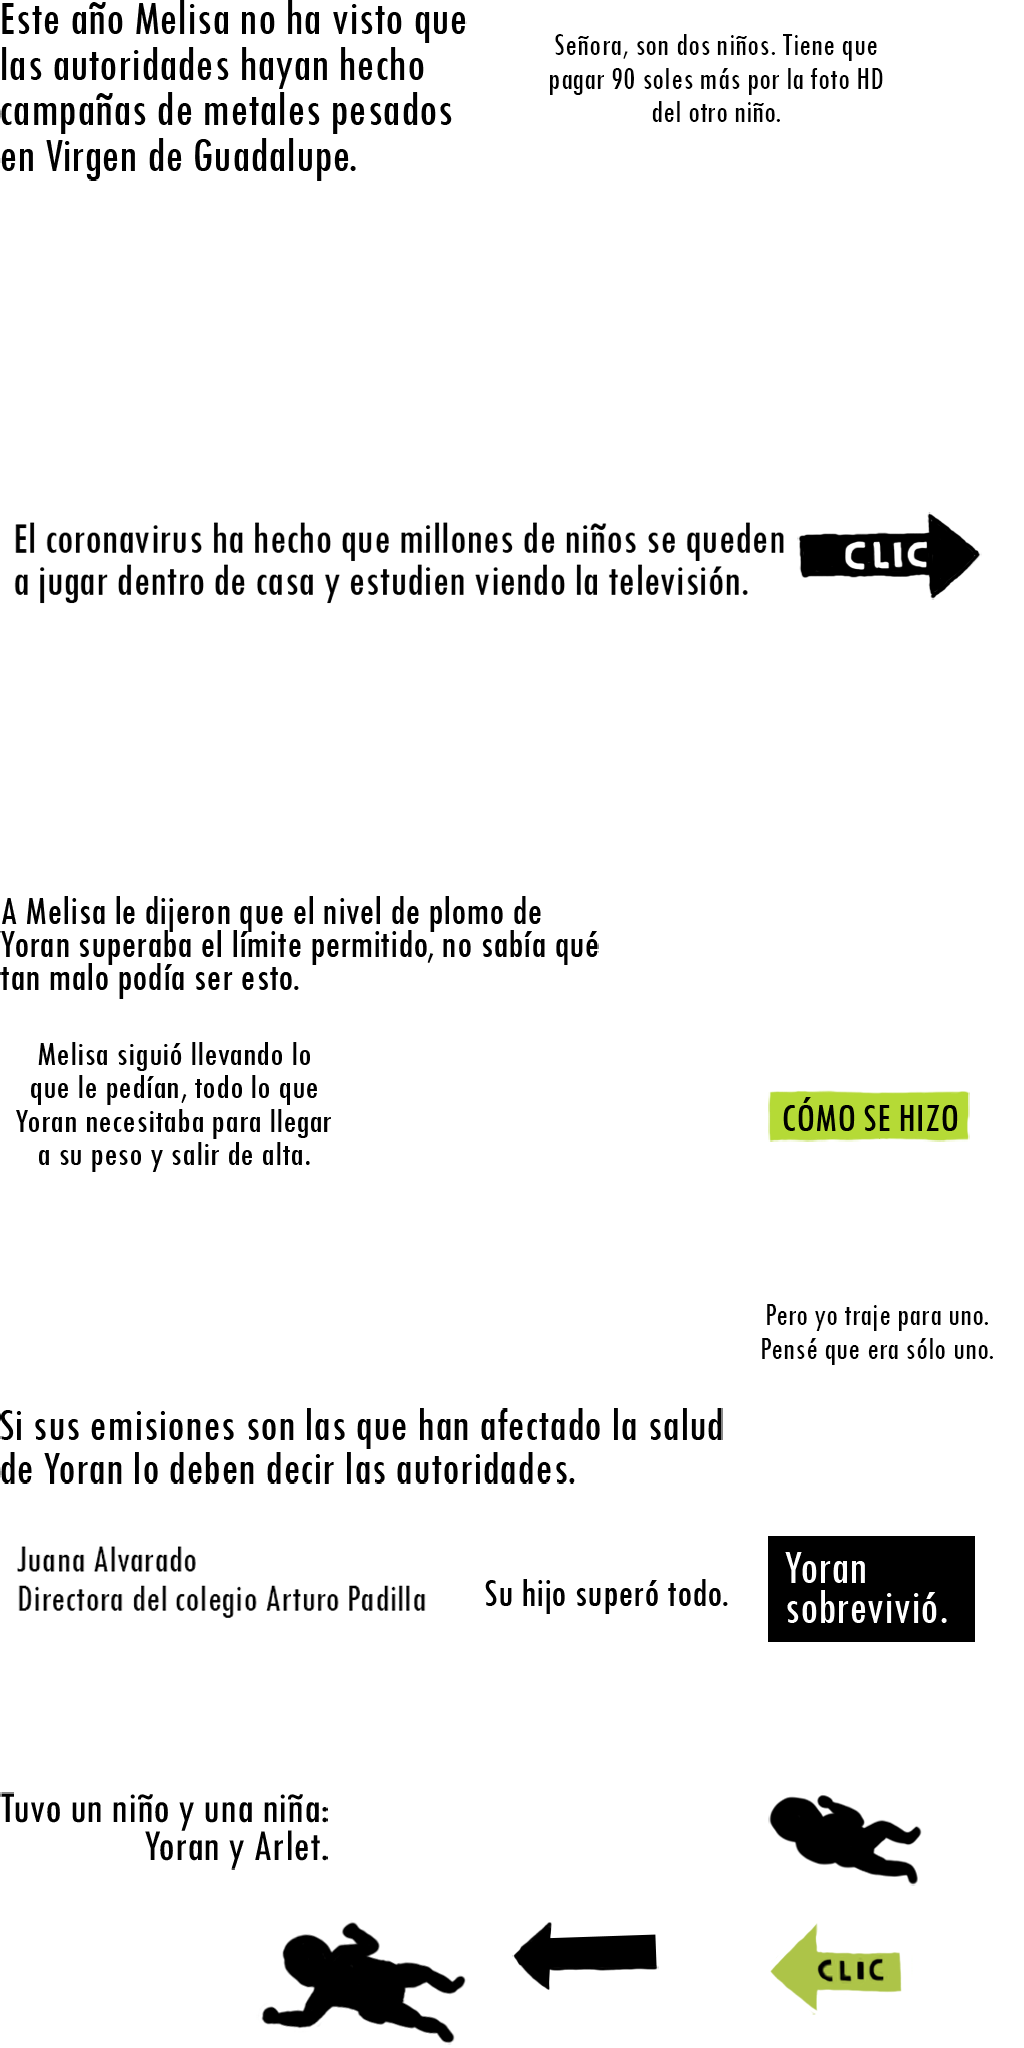 Este año Melisa no ha visto que
las autoridades hayan hecho
campañas de metales pesados
en Virgen de Guadalupe.
Señora, son dos niños. Tiene que
pagar 90 soles más por la foto HD
del otro niño.
El coronavirus ha hecho que millones de niños se queden
a jugar dentro de casa y estudien viendo la televisión.
CLIC
A Melisa le dijeron que el nivel de plomo de
Yoran superaba el límite permitido, no sabía qué
tan malo podía ser esto.
Melisa siguió llevando lo
que le pedían, todo lo que
Yoran necesitaba para llegar
a su peso y salir de alta.
CÓMO SE HIZO
Pero yo traje para uno.
Pensé que era sólo uno.
Si sus emisiones son las que han afectado la salud
de Yoran lo deben decir las autoridades.
Juana Alvarado
Directora del colegio Arturo Padilla
Su hijo superó todo.
Yoran
sobrevivió.
Tuvo un niño y una niña:
Yoran y Arlet.
CLIC